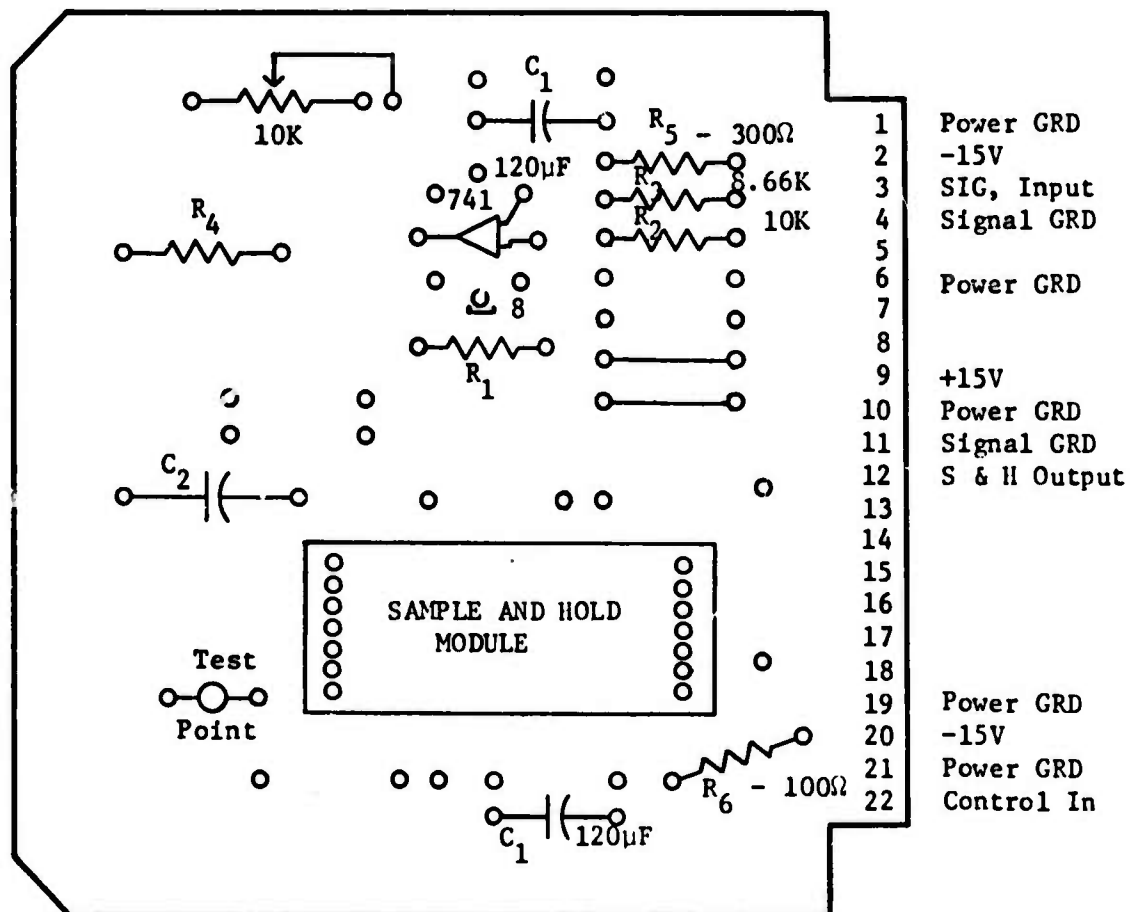 C1
10K
120µF
R5 - 300Ω
741
R3
8.66K
R4
R2
10K
8
R1
C2
SAMPLE AND HOLD
MODULE
Test
Point
R6 - 100Ω
C1
120µF
1 Power GRD
2 -15V
3 SIG, Input
4 Signal GRD
5
6 Power GRD
7
8
9 +15V
10 Power GRD
11 Signal GRD
12 S & H Output
13
14
15
16
17
18
19 Power GRD
20 -15V
21 Power GRD
22 Control In